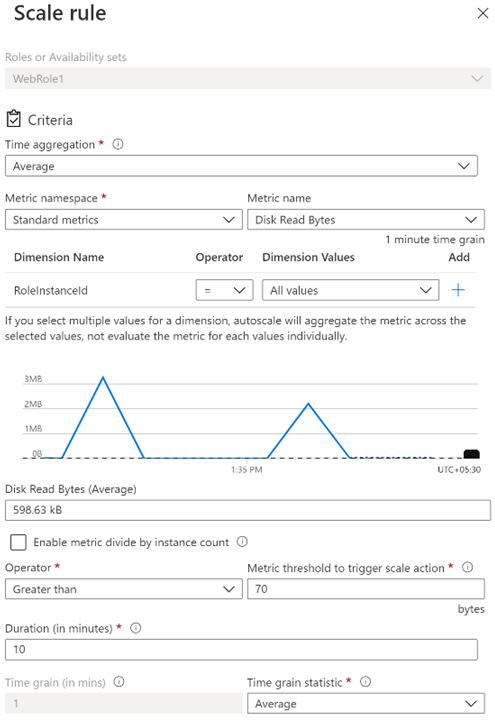 Scale rule
Roles or Availability sets
WebRole1
Criteria
Time aggregation *
Average
Metric namespace * Metric name
Standard metrics Disk Read Bytes
1 minute time grain
Dimension Name Operator Dimension Values Add
RoleInstanceId = All values +
If you select multiple values for a dimension, autoscale will aggregate the metric across the
selected values, not evaluate the metric for each values individually.
3MB
2MB
1MB
0B
1:35 PM UTC+05:30
Disk Read Bytes (Average)
598.63 kB
Enable metric divide by instance count
Operator * Metric threshold to trigger scale action *
Greater than 70
bytes
Duration (in minutes) *
10
Time grain (in mins) Time grain statistic *
1 Average